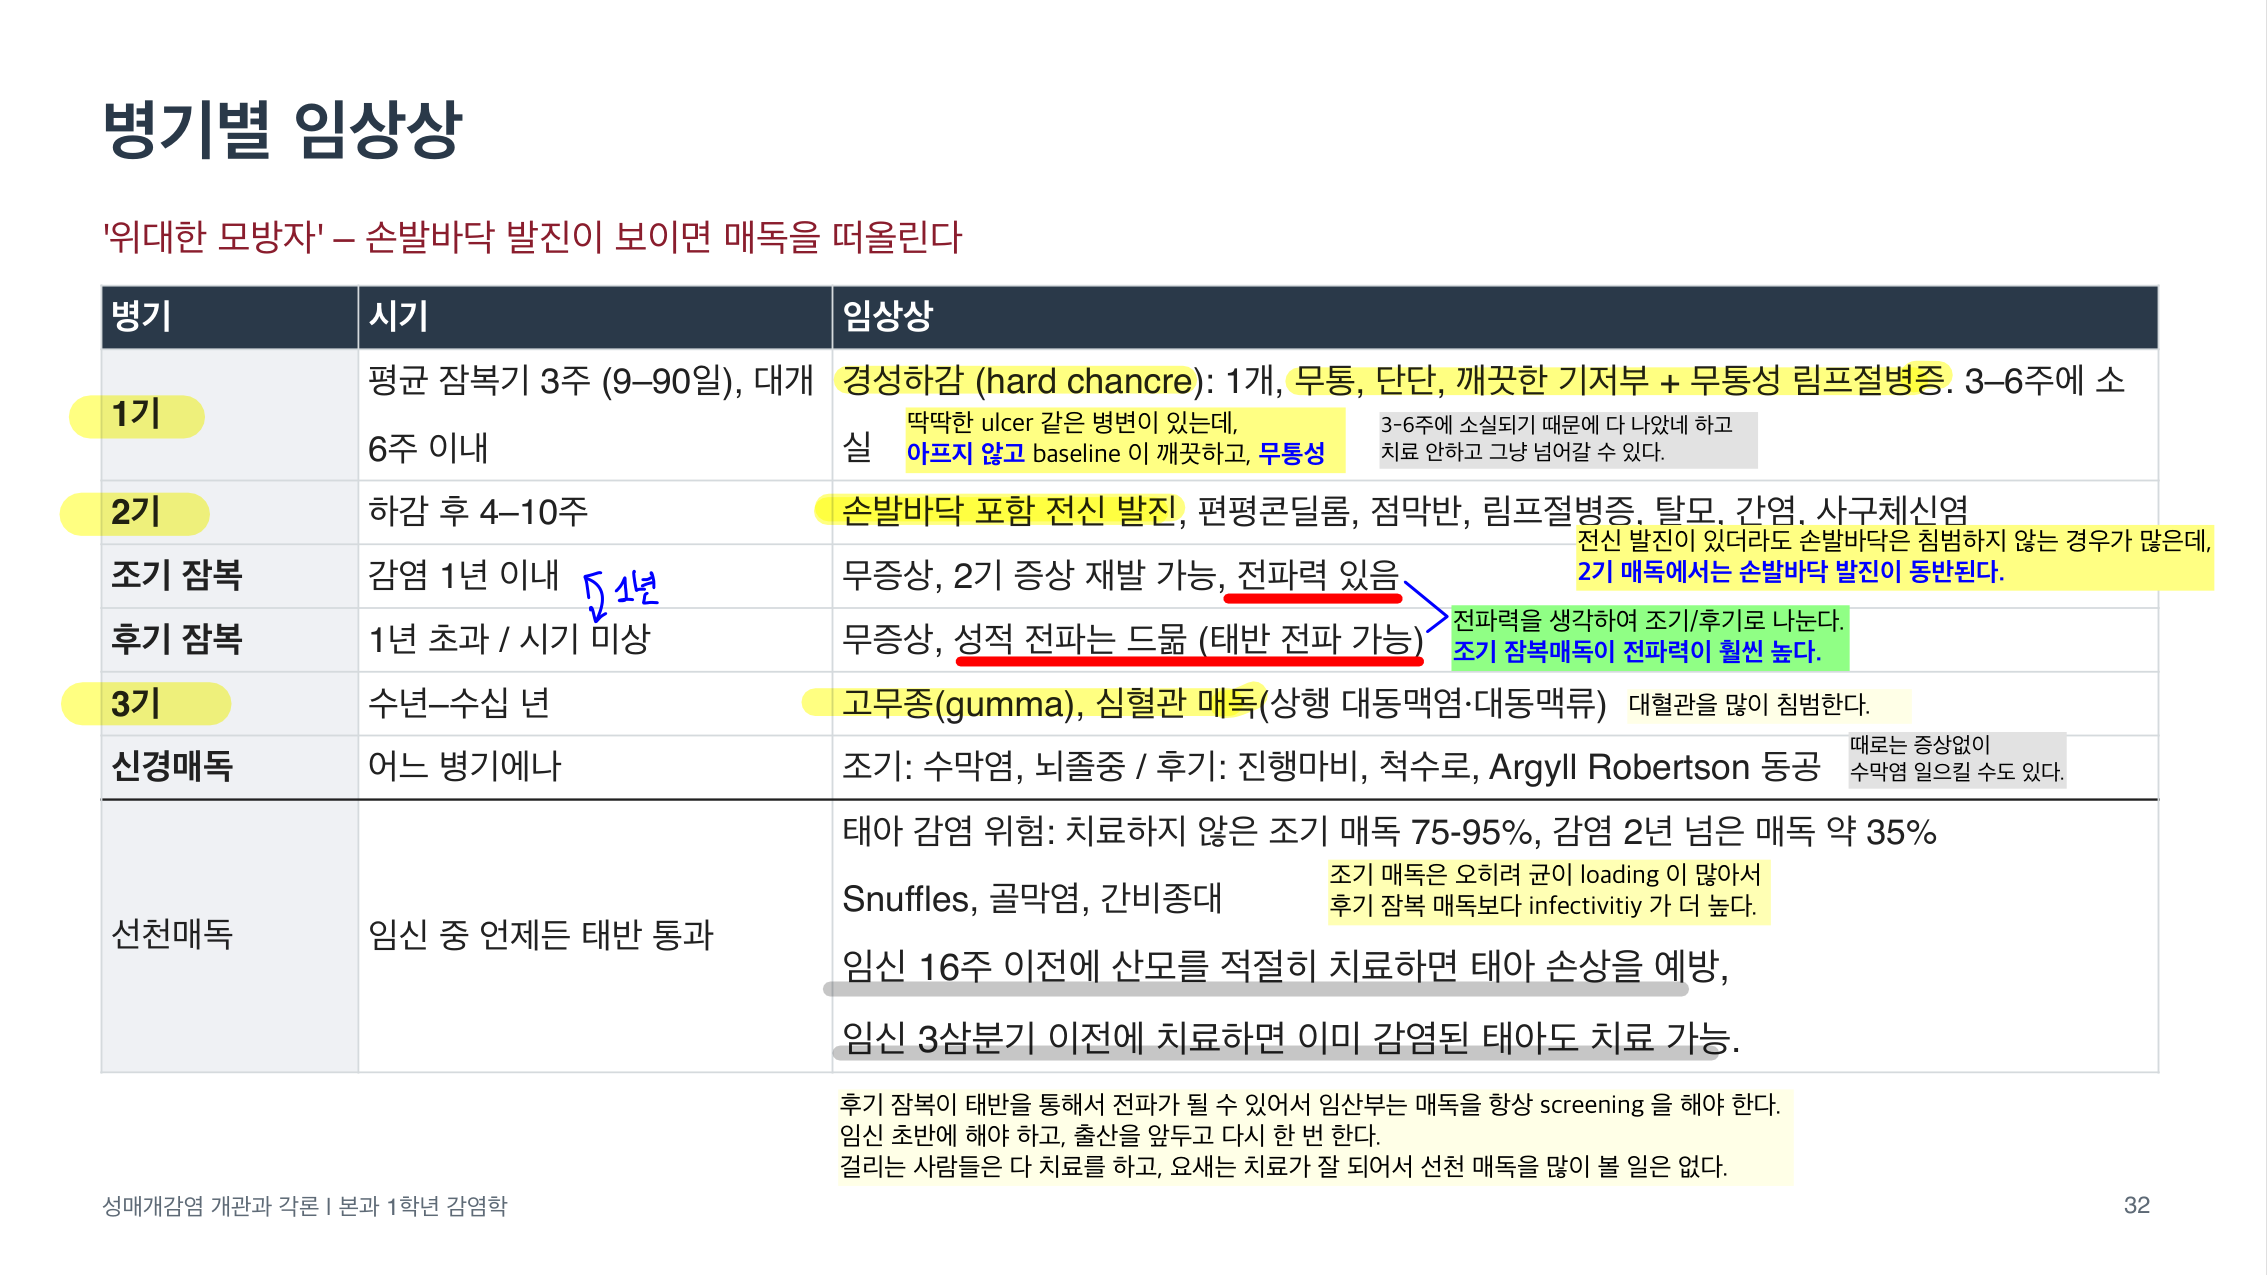 병기별 임상상
'위대한 모방자' – 손발바닥 발진이 보이면 매독을 떠올린다
병기 시기 임상상
1기
평균 잠복기 3주 (9–90일), 대개
6주 이내
경성하감 (hard chancre): 1개, 무통, 단단, 깨끗한 기저부 + 무통성 림프절병증. 3–6주에 소
실
딱딱한 ulcer 같은 병변이 있는데,
아프지 않고 baseline 이 깨끗하고, 무통성
3-6주에 소실되기 때문에 다 나았네 하고
치료 안하고 그냥 넘어갈 수 있다.
2기 하감 후 4–10주 손발바닥 포함 전신 발진, 편평콘딜롬, 점막반, 림프절병증, 탈모, 간염, 사구체신염
전신 발진이 있더라도 손발바닥은 침범하지 않는 경우가 많은데,
2기 매독에서는 손발바닥 발진이 동반된다.
조기 잠복 감염 1년 이내 무증상, 2기 증상 재발 가능, 전파력 있음
1년
후기 잠복 1년 초과 / 시기 미상 무증상, 성적 전파는 드묾 (태반 전파 가능)
전파력을 생각하여 조기/후기로 나눈다.
조기 잠복매독이 전파력이 훨씬 높다.
3기 수년–수십 년 고무종(gumma), 심혈관 매독(상행 대동맥염·대동맥류) 대혈관을 많이 침범한다.
신경매독 어느 병기에나 조기: 수막염, 뇌졸중 / 후기: 진행마비, 척수로, Argyll Robertson 동공
때로는 증상없이
수막염 일으킬 수도 있다.
선천매독 임신 중 언제든 태반 통과
태아 감염 위험: 치료하지 않은 조기 매독 75-95%, 감염 2년 넘은 매독 약 35%
Snuffles, 골막염, 간비종대
조기 매독은 오히려 균이 loading 이 많아서
후기 잠복 매독보다 infectivitiy 가 더 높다.
임신 16주 이전에 산모를 적절히 치료하면 태아 손상을 예방,
임신 3삼분기 이전에 치료하면 이미 감염된 태아도 치료 가능.
후기 잠복이 태반을 통해서 전파가 될 수 있어서 임산부는 매독을 항상 screening 을 해야 한다.
임신 초반에 해야 하고, 출산을 앞두고 다시 한 번 한다.
걸리는 사람들은 다 치료를 하고, 요새는 치료가 잘 되어서 선천 매독을 많이 볼 일은 없다.
성매개감염 개관과 각론 | 본과 1학년 감염학
32